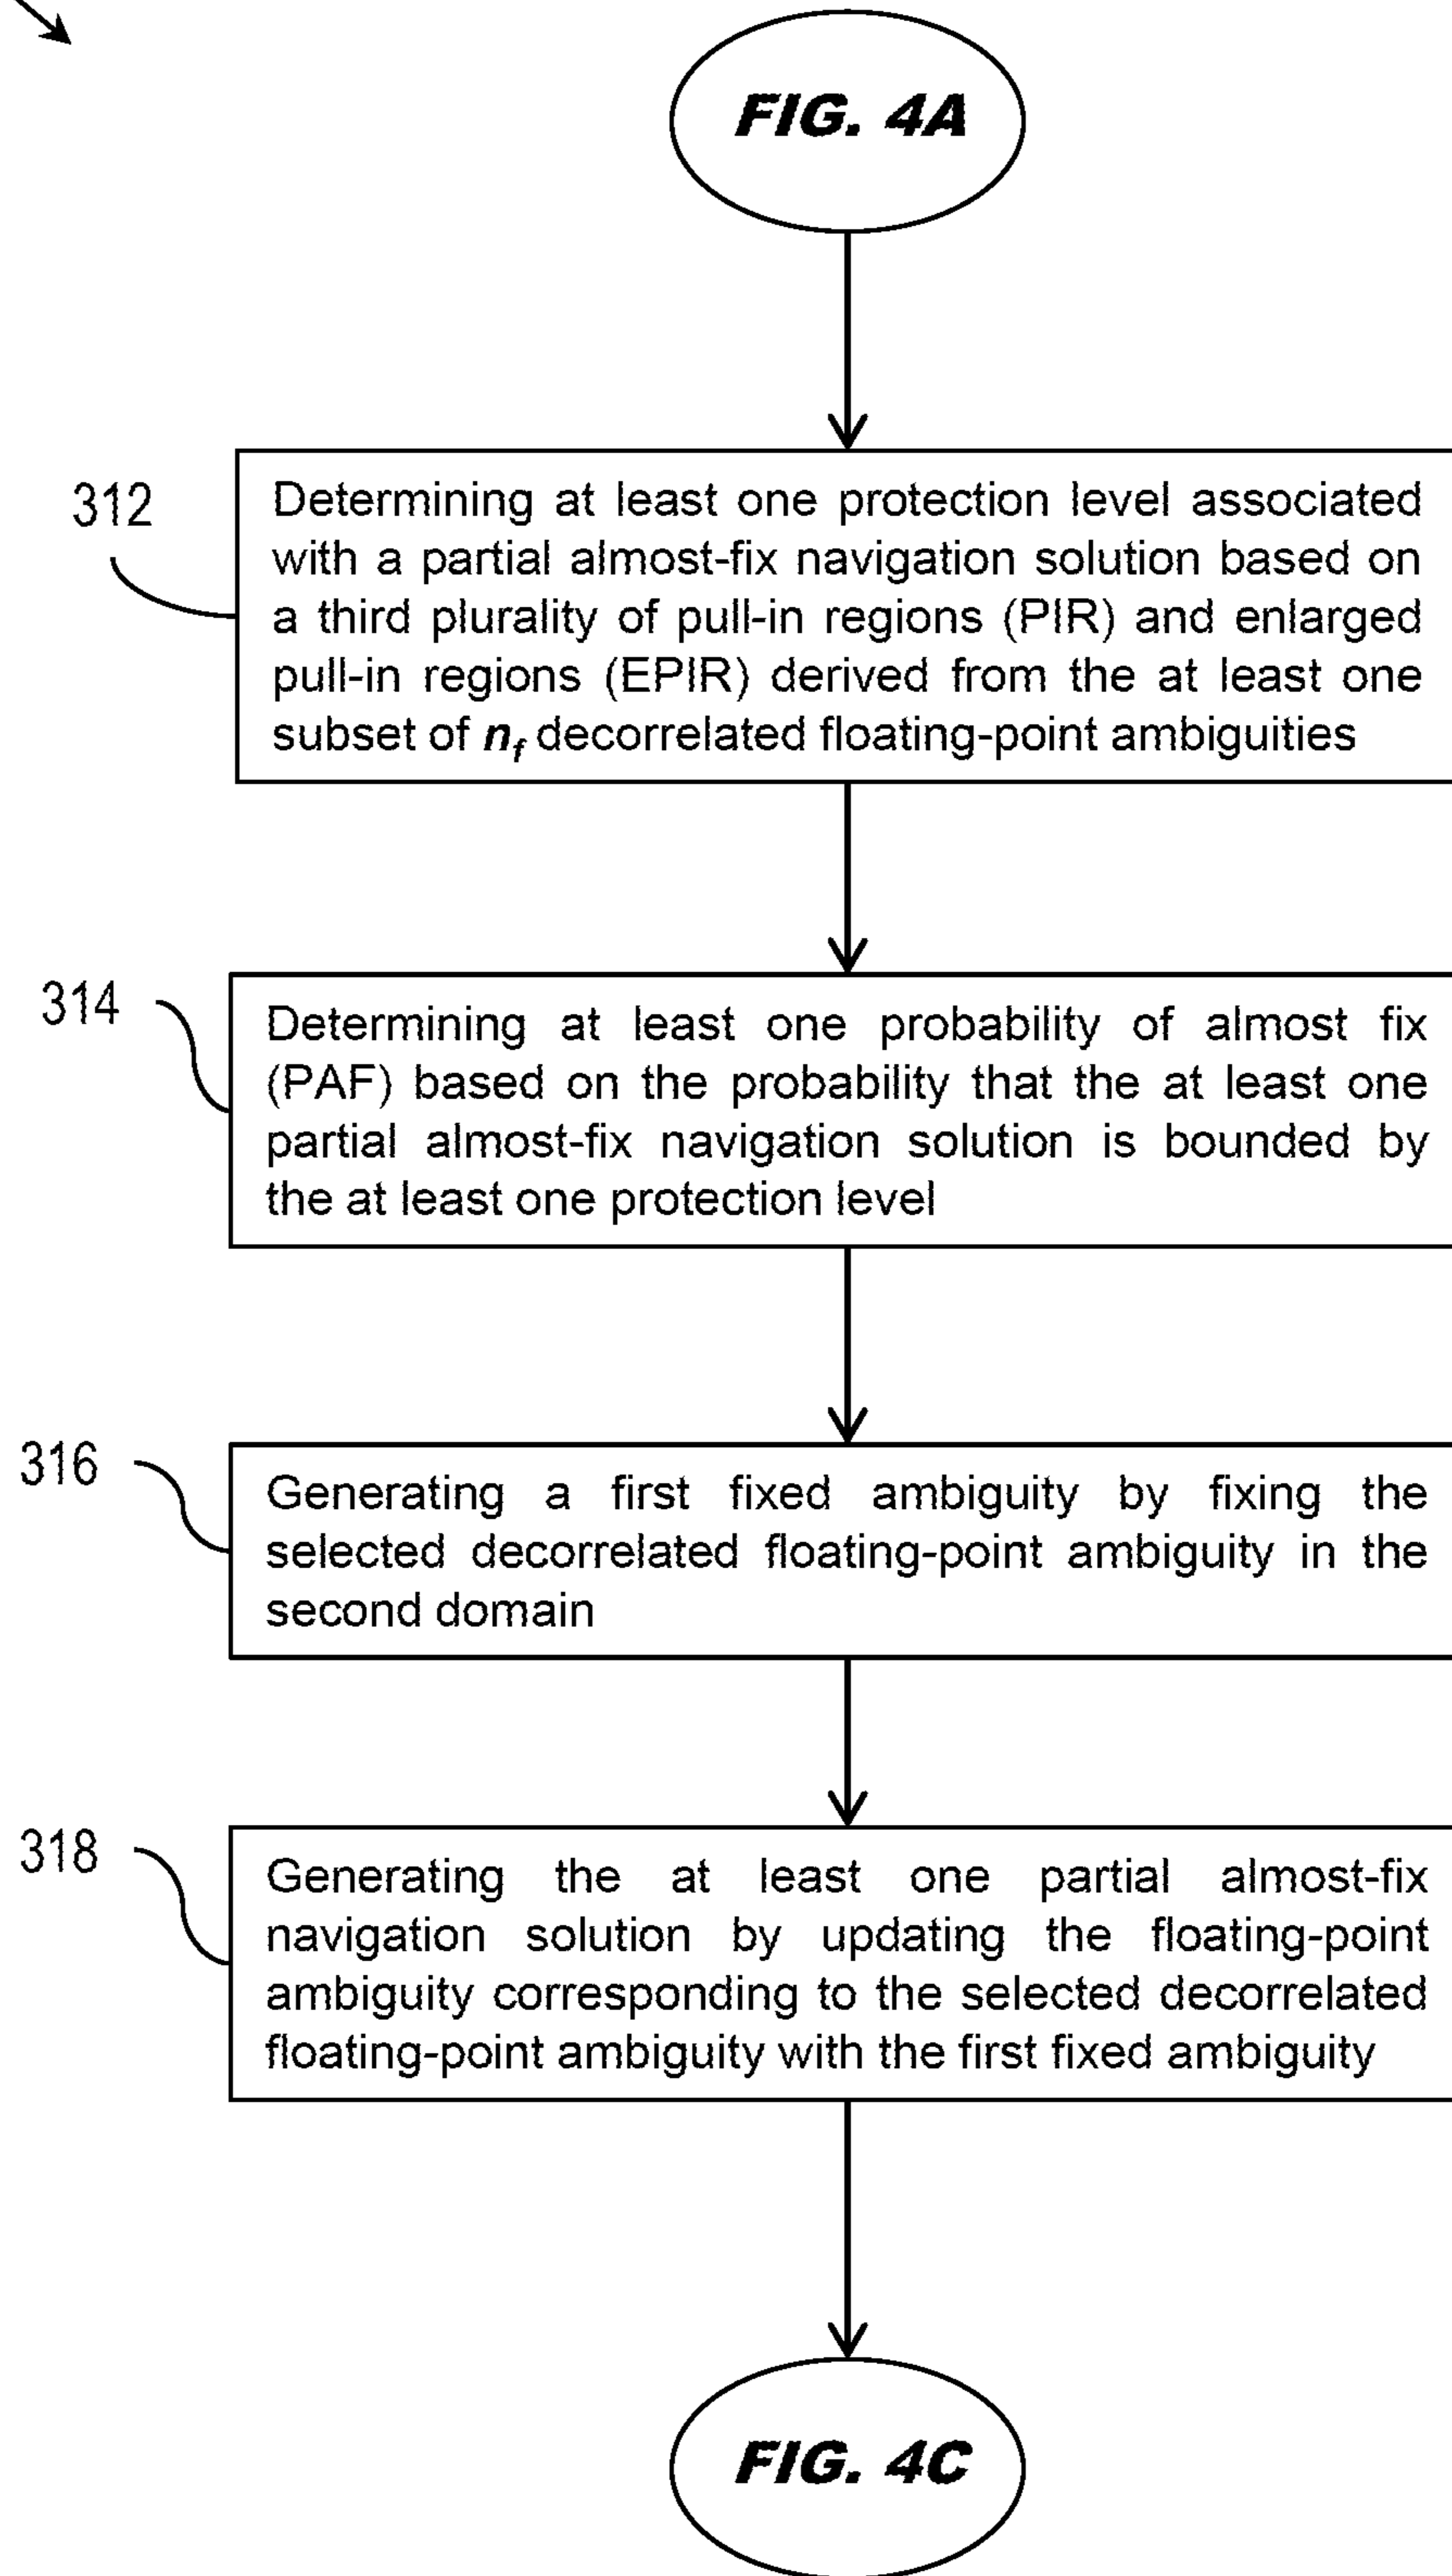 FIG. 4A
312
Determining at least one protection level associated
with a partial almost-fix navigation solution based on
a third plurality of pull-in regions (PIR) and enlarged
pull-in regions (EPIR) derived from the at least one
subset of nf decorrelated floating-point ambiguities
314
Determining at least one probability of almost fix
(PAF) based on the probability that the at least one
partial almost-fix navigation solution is bounded by
the at least one protection level
316
Generating a first fixed ambiguity by fixing the
selected decorrelated floating-point ambiguity in the
second domain
318
Generating the at least one partial almost-fix
navigation solution by updating the floating-point
ambiguity corresponding to the selected decorrelated
floating-point ambiguity with the first fixed ambiguity
FIG. 4C